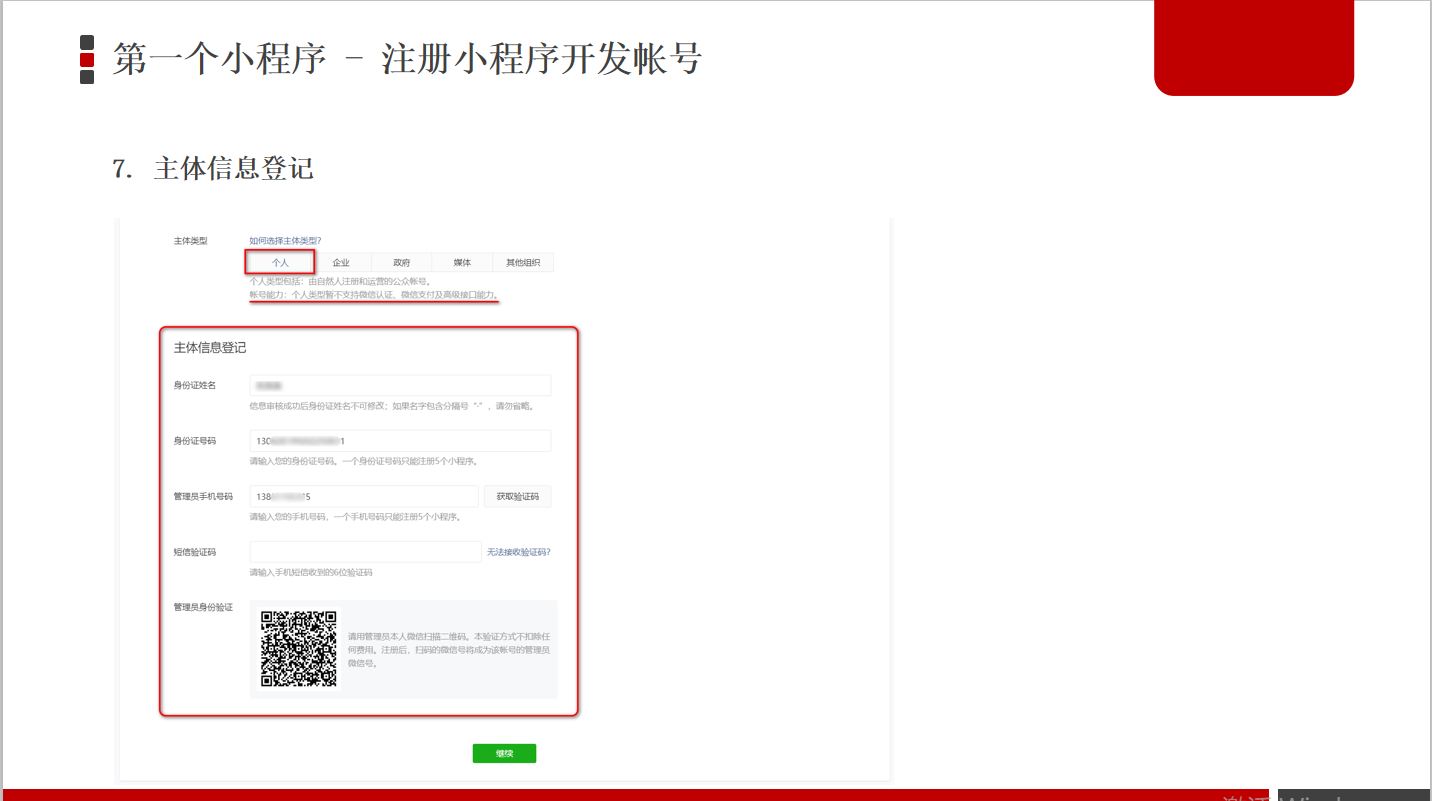 第一个小程序 - 注册小程序开发帐号
7. 主体信息登记
主体类型 如何选择主体类型?
个人 企业 政府 媒体 其他组织
个人类型包括：由自然人注册和运营的公众帐号。
帐号能力：个人类型暂不支持微信认证、微信支付及高级接口能力。
主体信息登记
身份证姓名
信息审核成功后身份证姓名不可修改；如果名字包含分隔号“·”，请勿省略。
身份证号码 130 1
请输入您的身份证号码。一个身份证号码只能注册5个小程序。
管理员手机号码 138 5 获取验证码
请输入您的手机号码，一个手机号码只能注册5个小程序。
短信验证码 无法接收验证码?
请输入手机短信收到的6位验证码
管理员身份验证
请用管理员本人微信扫描二维码。本验证方式不扣除任
何费用。注册后，扫码的微信号将成为该帐号的管理员
微信号。
继续